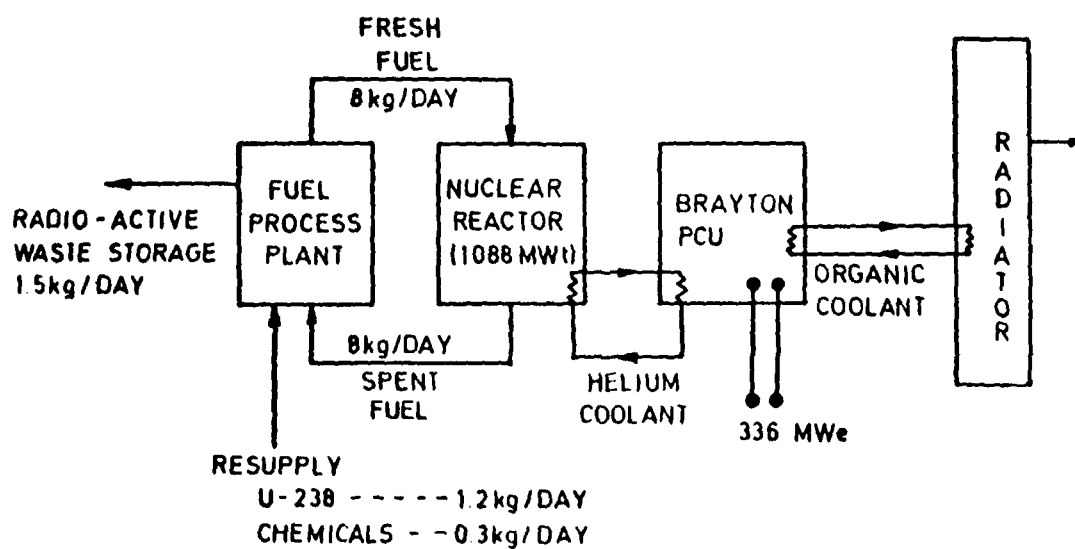 FRESH
FUEL
8kg/DAY
FUEL
PROCESS
PLANT
NUCLEAR
REACTOR
(1088 MWt)
BRAYTON
PCU
RADIATOR
RADIO-ACTIVE
WASTE STORAGE
1.5kg/DAY
ORGANIC
COOLANT
8kg/DAY
SPENT
FUEL
HELIUM
COOLANT
336 MWe
RESUPPLY
U-238 - - - - - 1.2kg/DAY
CHEMICALS - - 0.3kg/DAY